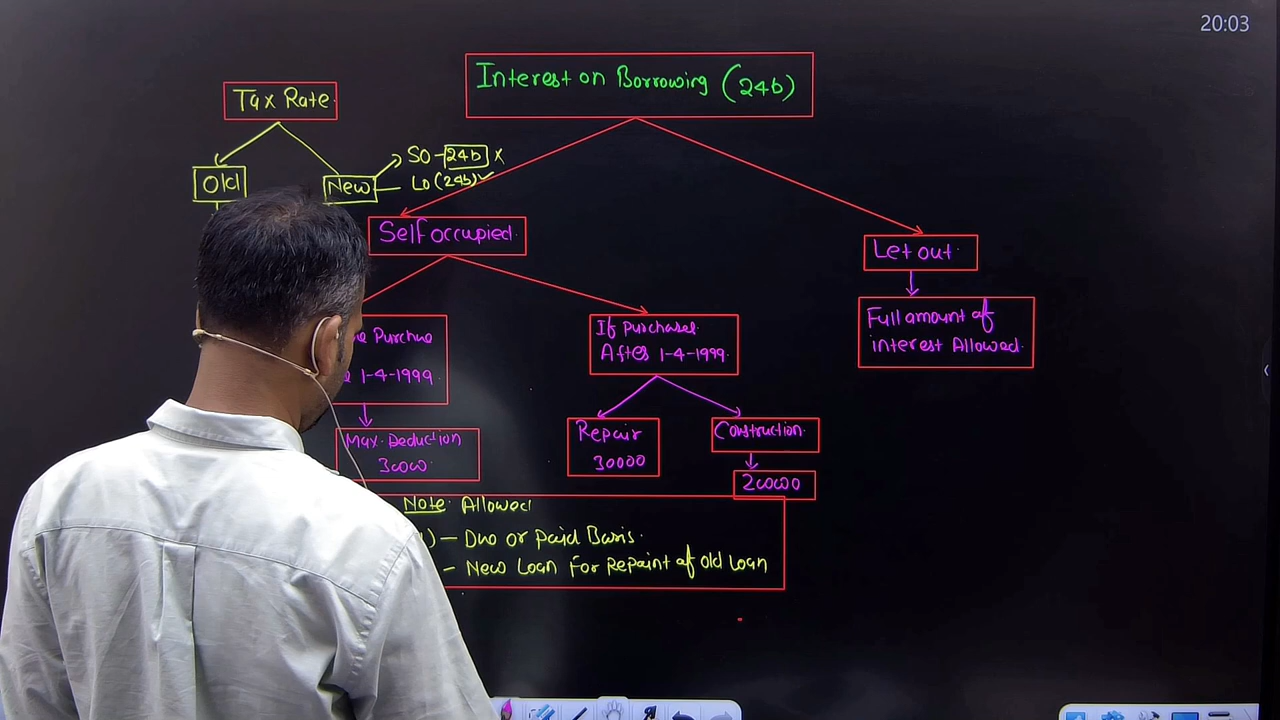 20:03
Interest on Borrowing (24b)
Tax Rate
Old
New
SO - 24b x
LO (24b) ✓
Self occupied.
Let out.
Full amount of
interest Allowed.
Purchase
1-4-1999.
Max. Deduction
30000.
If Purchases
After 1-4-1999.
Repair
30000
Construction.
200000
Note: Allowed
1) — Due or Paid Basis.
- New Loan For Repaint of Old Loan